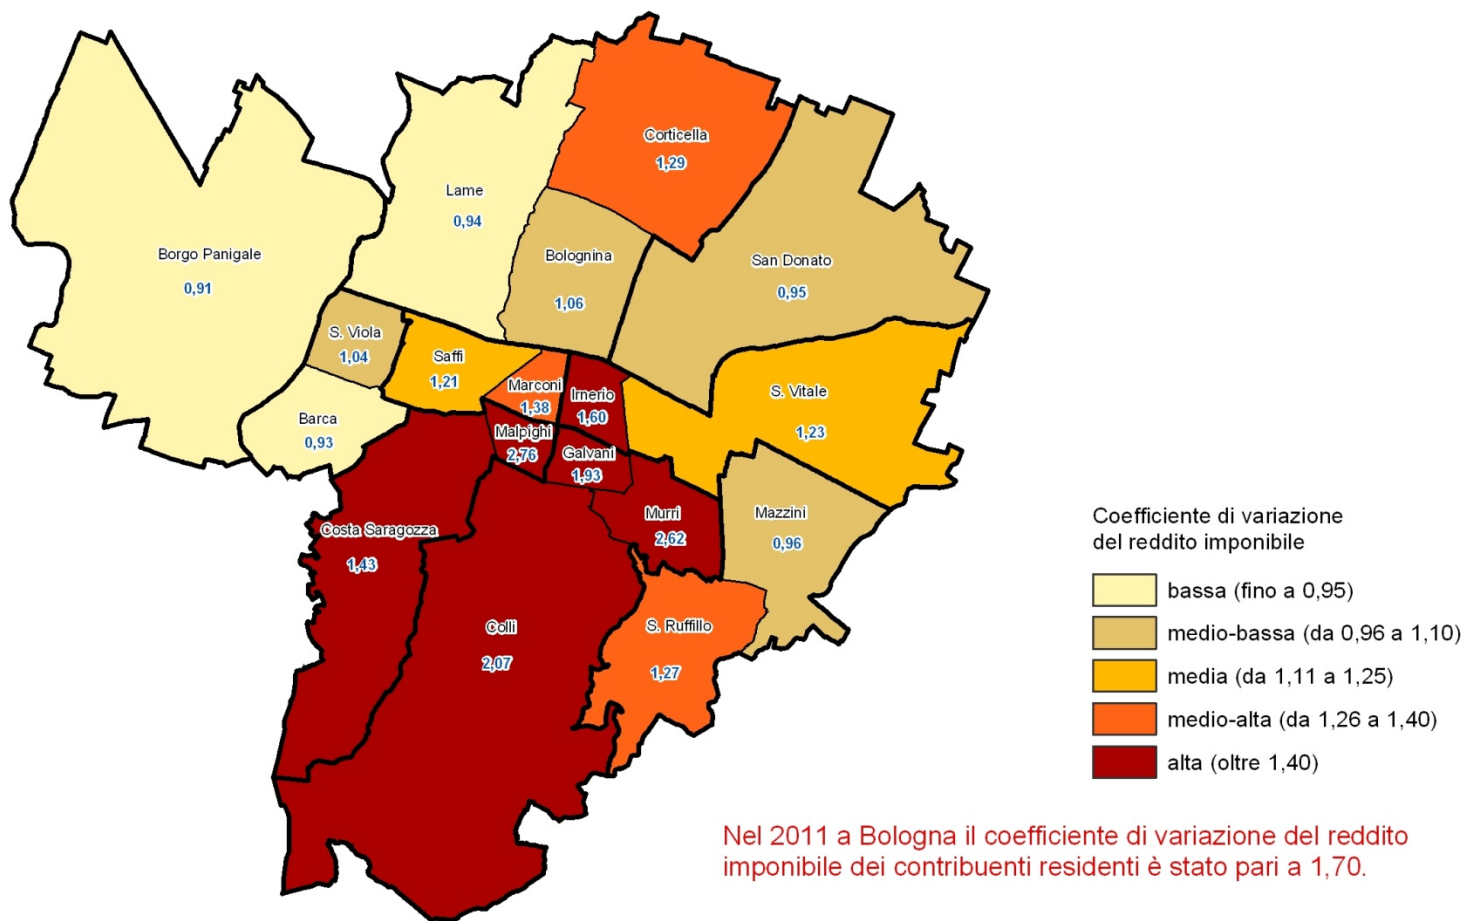 Corticella
1,29
Lame
0,94
Borgo Panigale
0,91
Bolognina
1,06
San Donato
0,95
S. Viola
1,04
Saffi
1,21
Marconi
1,38
Irnerio
1,60
S. Vitale
1,23
Barca
0,93
Malpighi
2,76
Galvani
1,93
Costa Saragozza
1,43
Murri
2,62
Mazzini
0,96
Colli
2,07
S. Ruffillo
1,27
Coefficiente di variazione
del reddito imponibile
bassa (fino a 0,95)
medio-bassa (da 0,96 a 1,10)
media (da 1,11 a 1,25)
medio-alta (da 1,26 a 1,40)
alta (oltre 1,40)
Nel 2011 a Bologna il coefficiente di variazione del reddito
imponibile dei contribuenti residenti è stato pari a 1,70.